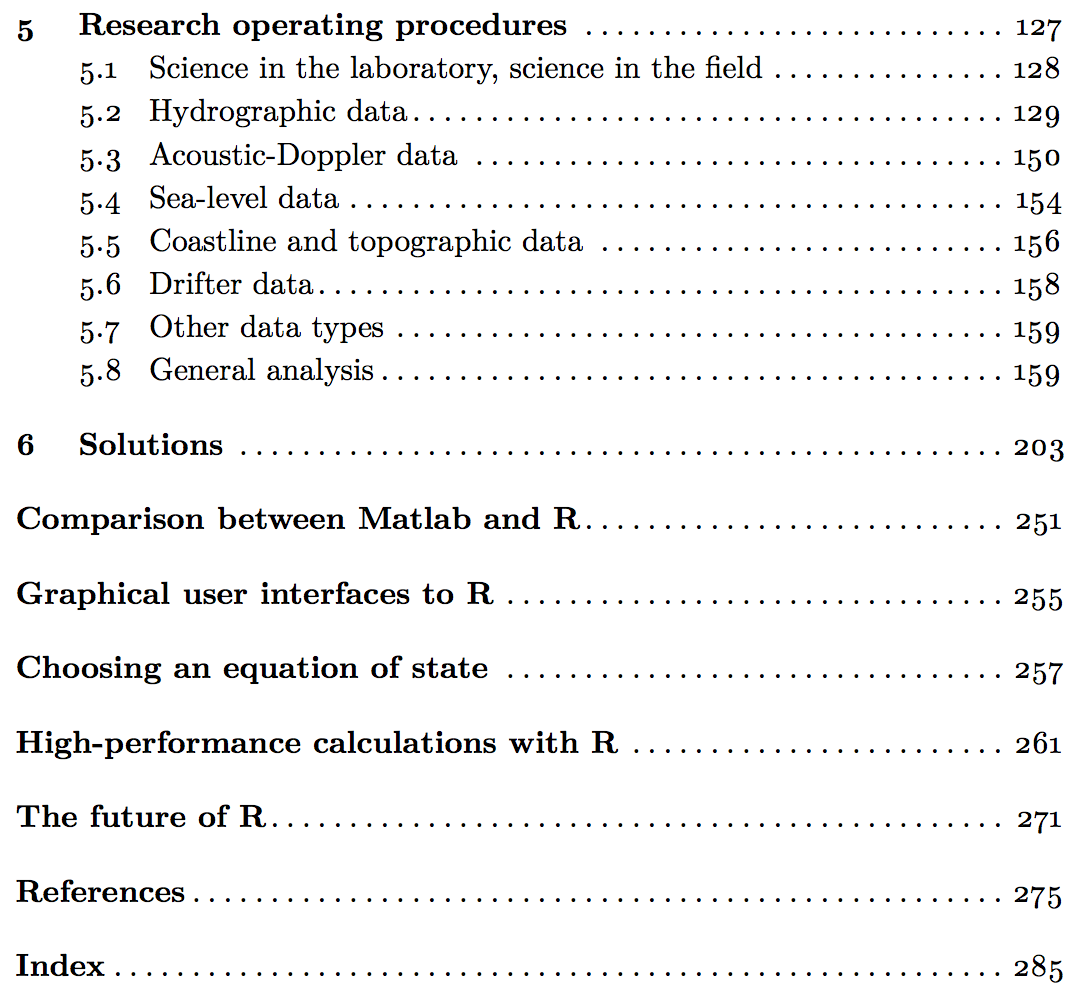 5 Research operating procedures ........................... 127
5.1 Science in the laboratory, science in the field ............... 128
5.2 Hydrographic data...................................... 129
5.3 Acoustic-Doppler data .................................. 150
5.4 Sea-level data .......................................... 154
5.5 Coastline and topographic data .......................... 156
5.6 Drifter data............................................ 158
5.7 Other data types ....................................... 159
5.8 General analysis ........................................ 159
6 Solutions ................................................. 203
Comparison between Matlab and R........................... 251
Graphical user interfaces to R ................................ 255
Choosing an equation of state ................................ 257
High-performance calculations with R ........................ 261
The future of R............................................... 271
References .................................................... 275
Index ......................................................... 285